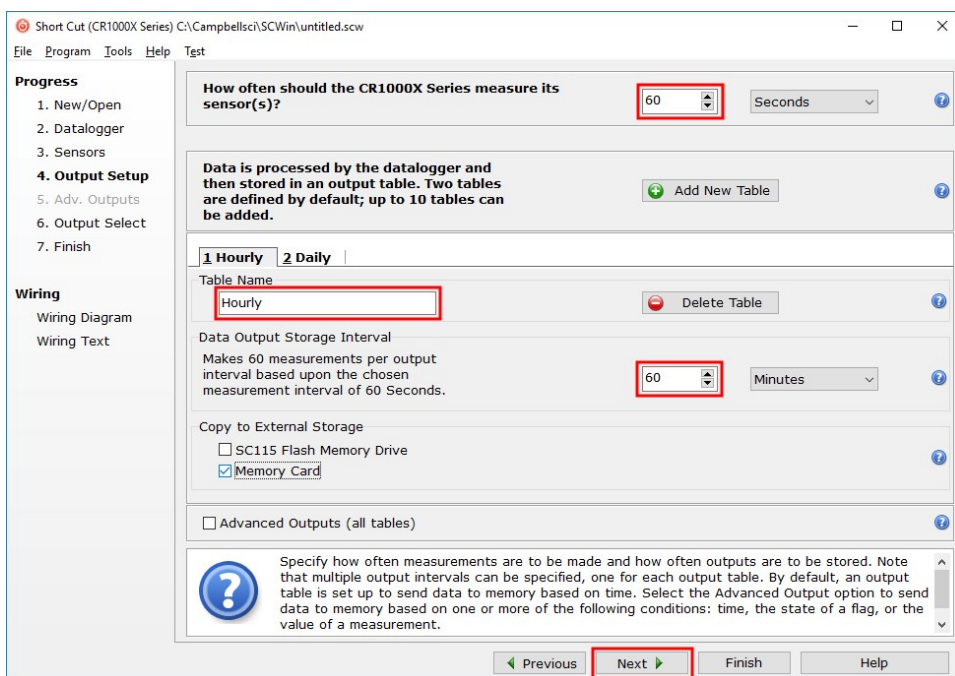 Short Cut (CR1000X Series) C:\Campbellsci\SCWin\untitled.scw
File Program Tools Help Test
Progress
1. New/Open
2. Datalogger
3. Sensors
4. Output Setup
5. Adv. Outputs
6. Output Select
7. Finish
Wiring
Wiring Diagram
Wiring Text
How often should the CR1000X Series measure its
sensor(s)?
60
Seconds
Data is processed by the datalogger and
then stored in an output table. Two tables
are defined by default; up to 10 tables can
be added.
Add New Table
1 Hourly 2 Daily
Table Name
Hourly
Delete Table
Data Output Storage Interval
Makes 60 measurements per output
interval based upon the chosen
measurement interval of 60 Seconds.
60
Minutes
Copy to External Storage
SC115 Flash Memory Drive
Memory Card
Advanced Outputs (all tables)
Specify how often measurements are to be made and how often outputs are to be stored. Note
that multiple output intervals can be specified, one for each output table. By default, an output
table is set up to send data to memory based on time. Select the Advanced Output option to send
data to memory based on one or more of the following conditions: time, the state of a flag, or the
value of a measurement.
Previous Next Finish Help